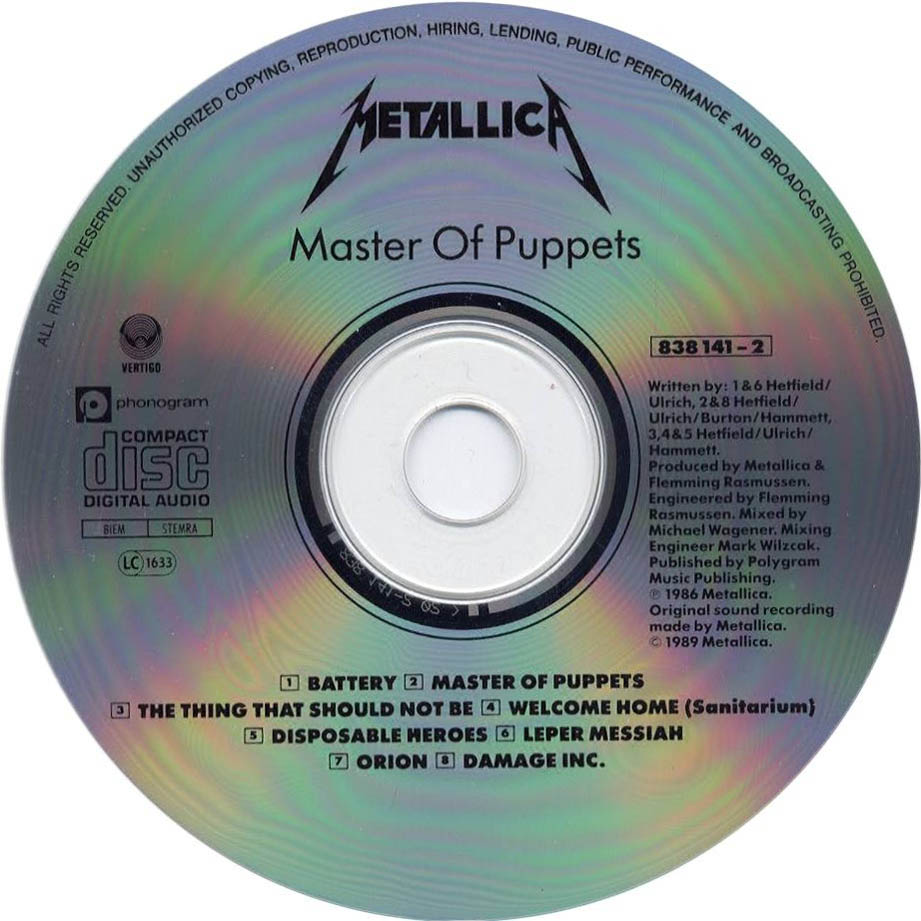 ALL RIGHTS RESERVED. UNAUTHORIZED COPYING, REPRODUCTION, HIRING, LENDING, PUBLIC PERFORMANCE AND BROADCASTING PROHIBITED.
METALLICA
Master Of Puppets
VERTIGO
phonogram
COMPACT
disc
DIGITAL AUDIO
BIEM STEMRA
LC 1633
838 141-2
Written by: 1 & 6 Hetfield/
Ulrich, 2&8 Hetfield/
Ulrich/Burton/Hammett,
3,4&5 Hetfield/Ulrich/
Hammett.
Produced by Metallica &
Flemming Rasmussen.
Engineered by Flemming
Rasmussen. Mixed by
Michael Wagener. Mixing
Engineer Mark Wilzcak.
Published by Polygram
Music Publishing.
℗ 1986 Metallica.
Original sound recording
made by Metallica.
© 1989 Metallica.
1 BATTERY 2 MASTER OF PUPPETS
3 THE THING THAT SHOULD NOT BE 4 WELCOME HOME (Sanitarium)
5 DISPOSABLE HEROES 6 LEPER MESSIAH
7 ORION 8 DAMAGE INC.